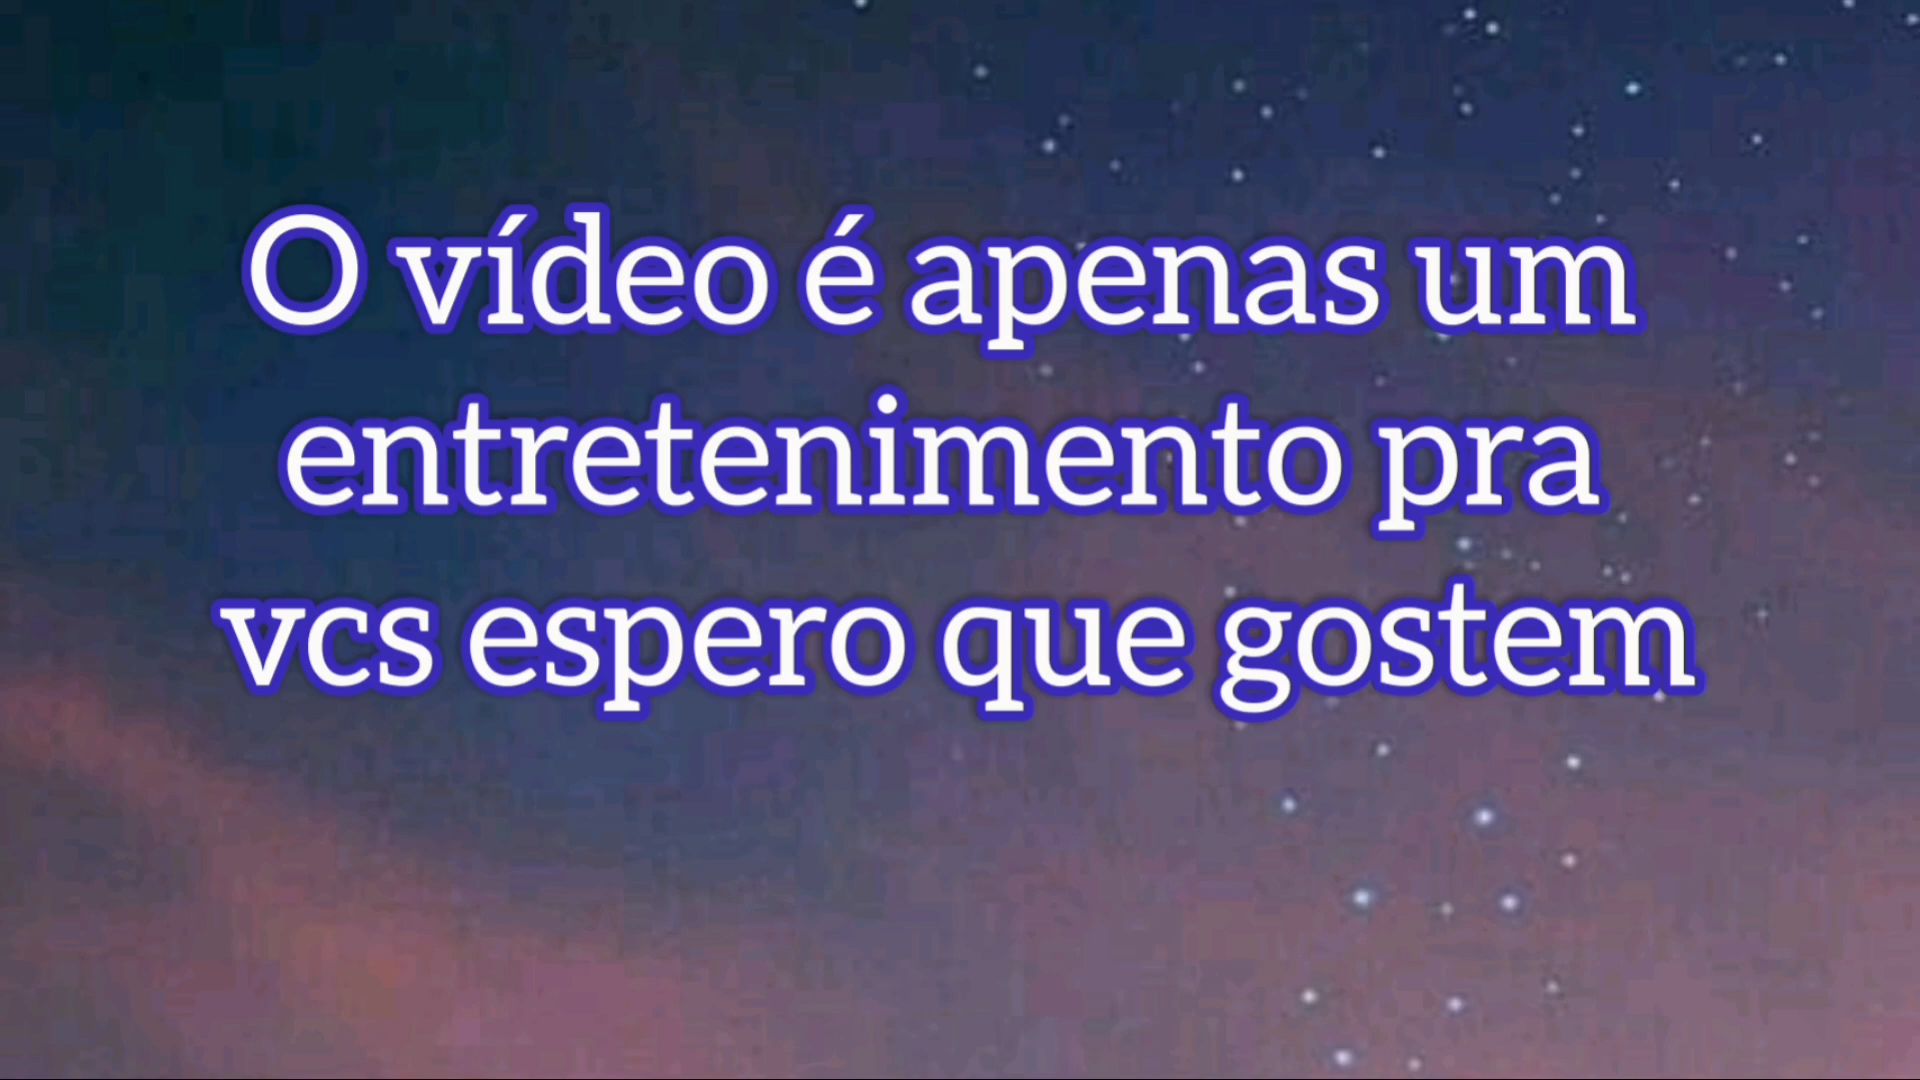 O vídeo é apenas um
entretenimento pra
vcs espero que gostem